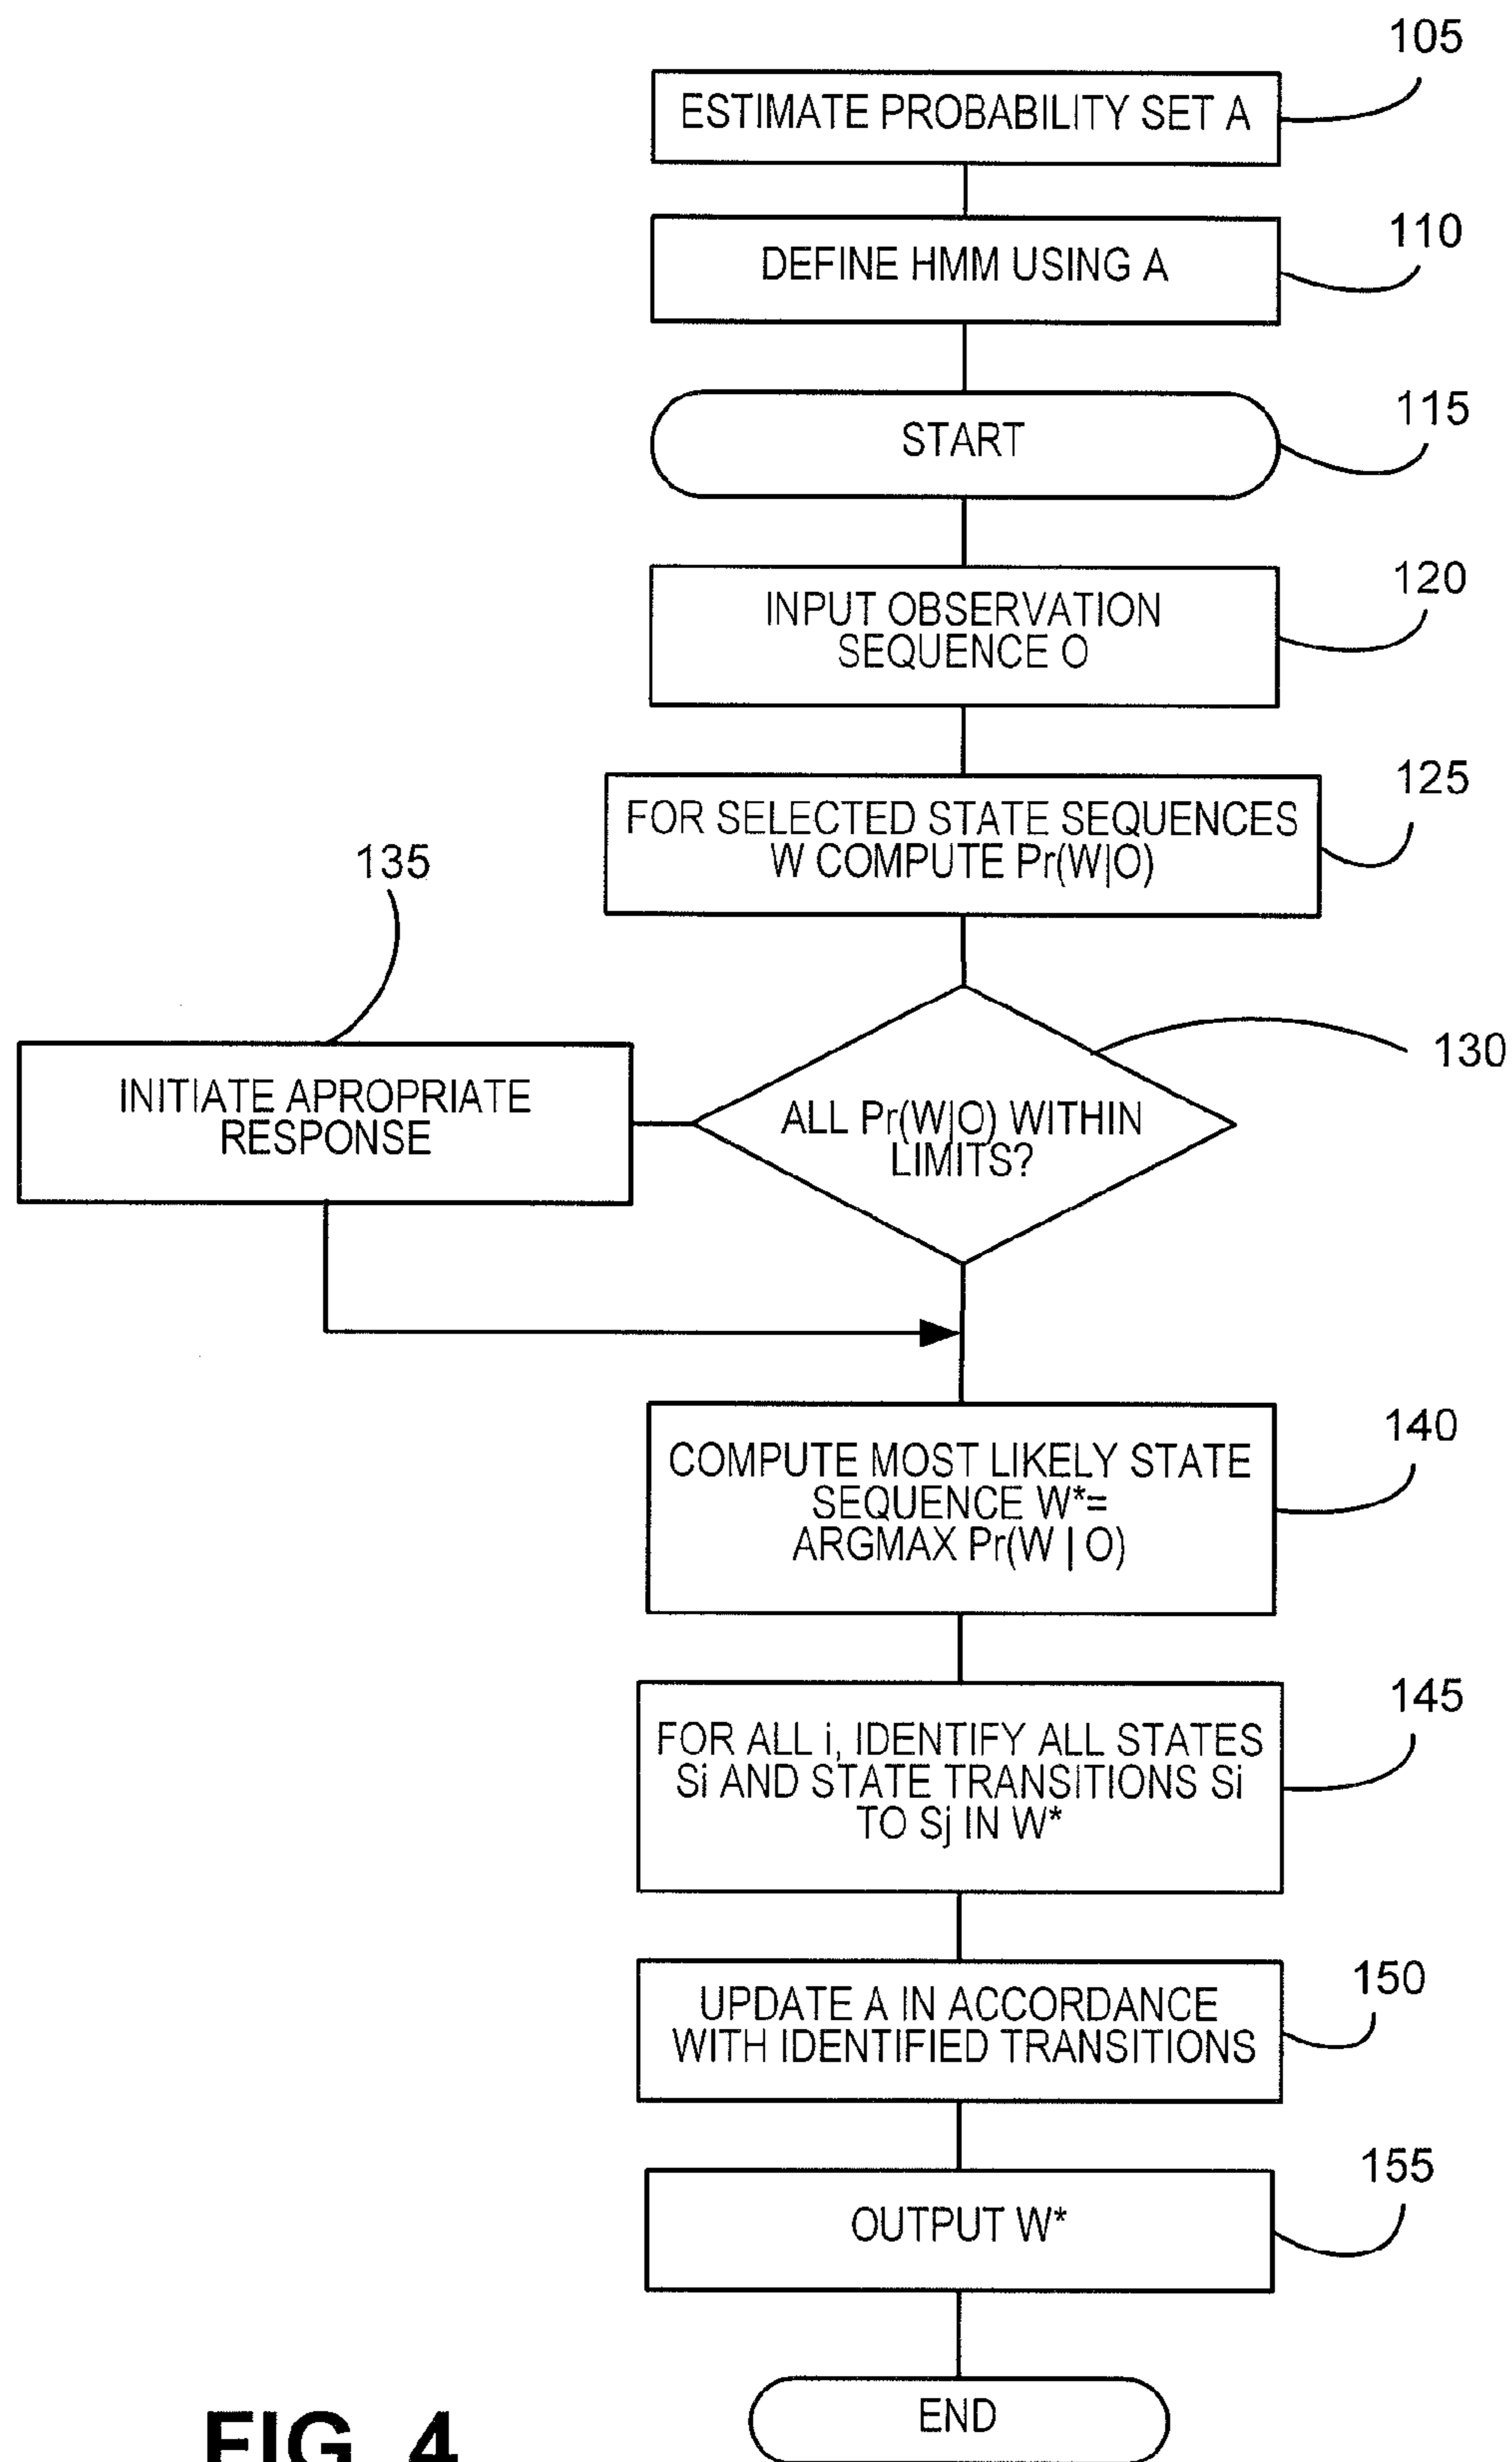 105
ESTIMATE PROBABILITY SET A
110
DEFINE HMM USING A
115
START
120
INPUT OBSERVATION
SEQUENCE O
125
FOR SELECTED STATE SEQUENCES
W COMPUTE Pr(W|O)
135
130
INITIATE APROPRIATE
RESPONSE
ALL Pr(W|O) WITHIN
LIMITS?
140
COMPUTE MOST LIKELY STATE
SEQUENCE W*=
ARGMAX Pr(W | O)
145
FOR ALL i, IDENTIFY ALL STATES
Si AND STATE TRANSITIONS Si
TO Sj IN W*
150
UPDATE A IN ACCORDANCE
WITH IDENTIFIED TRANSITIONS
155
OUTPUT W*
END
FIG. 4